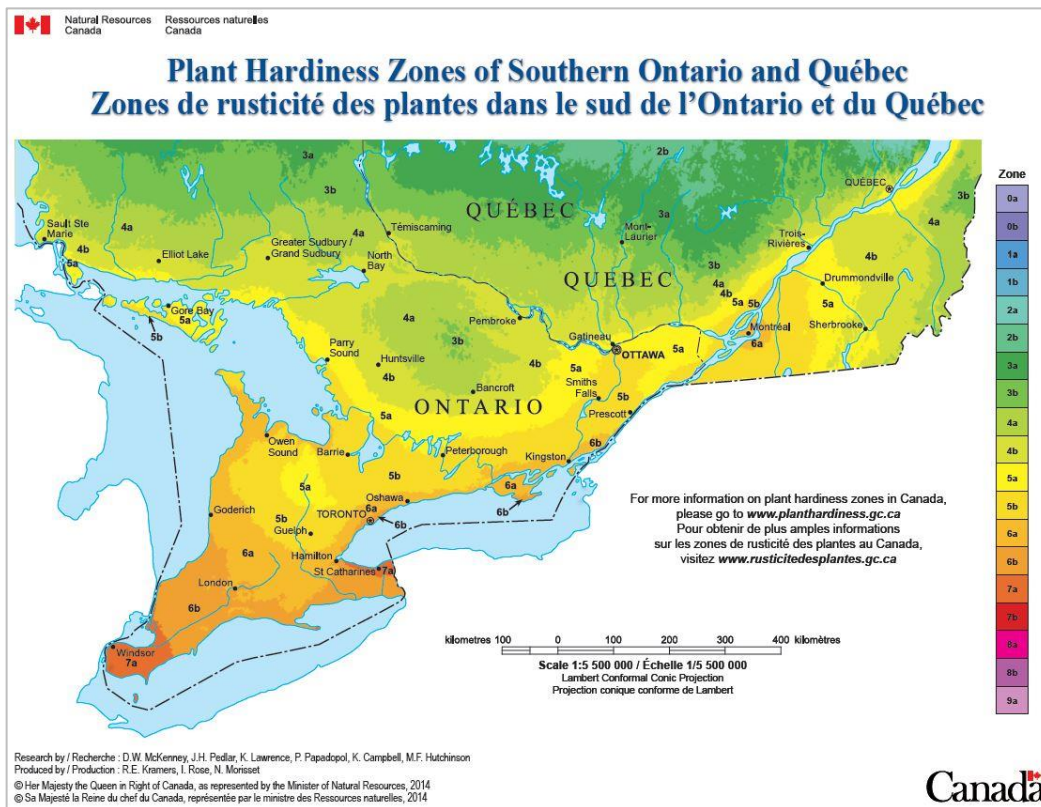 Natural Resources Ressources naturelles
Canada Canada
Plant Hardiness Zones of Southern Ontario and Québec
Zones de rusticité des plantes dans le sud de l'Ontario et du Québec
3a
2b
QUÉBEC
3b
3b
3a
QUÉBEC
4a
Sault Ste
Marie
4a
4a
Témiscaming
Mont-
Laurier
Trois-
Rivières
4b
5a
4b
Elliot Lake
Greater Sudbury /
Grand Sudbury
North
Bay
QUÉBEC
3b
4a
4b
Drummondville
5a
5b
5a
Gore Bay
5a
5b
4a
3b
Pembroke
Gatineau
OTTAWA
5a
Montréal
6a
Sherbrooke
Parry
Sound
Huntsville
4b
4b
5a
Bancroft
Smiths
Falls
5b
ONTARIO
5a
Prescott
Owen
Sound
Barrie
Peterborough
Kingston
6b
5a
5b
6a
6b
Oshawa
Goderich
TORONTO
6a
6b
5b
Guelph
6a
Hamilton
St Catharines
7a
London
6b
Windsor
7a
Zone
0a
0b
1a
1b
2a
2b
3a
3b
4a
4b
5a
5b
6a
6b
7a
7b
8a
8b
9a
For more information on plant hardiness zones in Canada,
please go to www.planthardiness.gc.ca
Pour obtenir de plus amples informations
sur les zones de rusticité des plantes au Canada,
visitez www.rusticitedesplantes.gc.ca
kilometres 100 0 100 200 300 400 kilomètres
Scale 1:5 500 000 / Échelle 1/5 500 000
Lambert Conformal Conic Projection
Projection conique conforme de Lambert
Research by / Recherche : D.W. McKenney, J.H. Pedlar, K. Lawrence, P. Papadopol, K. Campbell, M.F. Hutchinson
Produced by / Production : R.E. Kramers, I. Rose, N. Morisset
© Her Majesty the Queen in Right of Canada, as represented by the Minister of Natural Resources, 2014
© Sa Majesté la Reine du chef du Canada, représentée par le ministre des Ressources naturelles, 2014
Canada